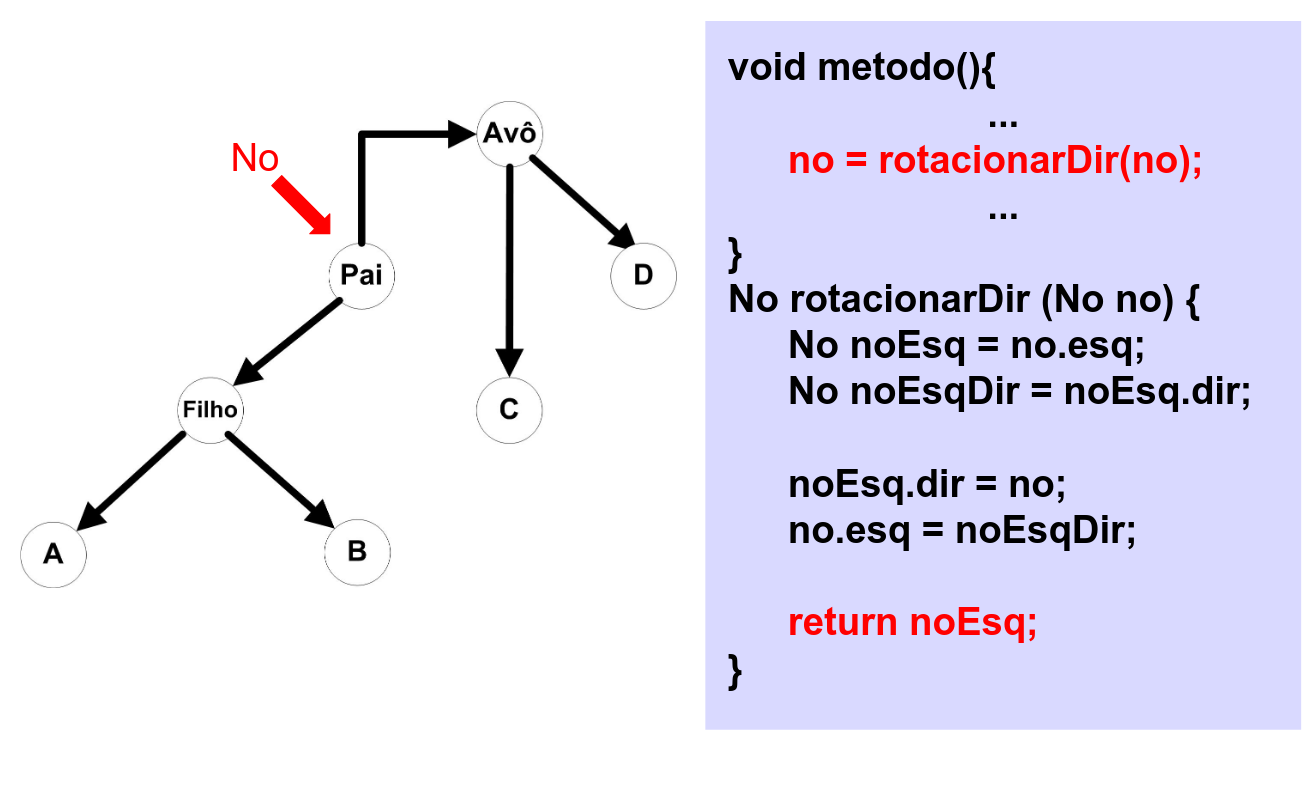 No
Avô
Pai
D
Filho
C
A
B
void metodo(){
...
no = rotacionarDir(no);
...
}
No rotacionarDir (No no) {
No noEsq = no.esq;
No noEsqDir = noEsq.dir;
noEsq.dir = no;
no.esq = noEsqDir;
return noEsq;
}